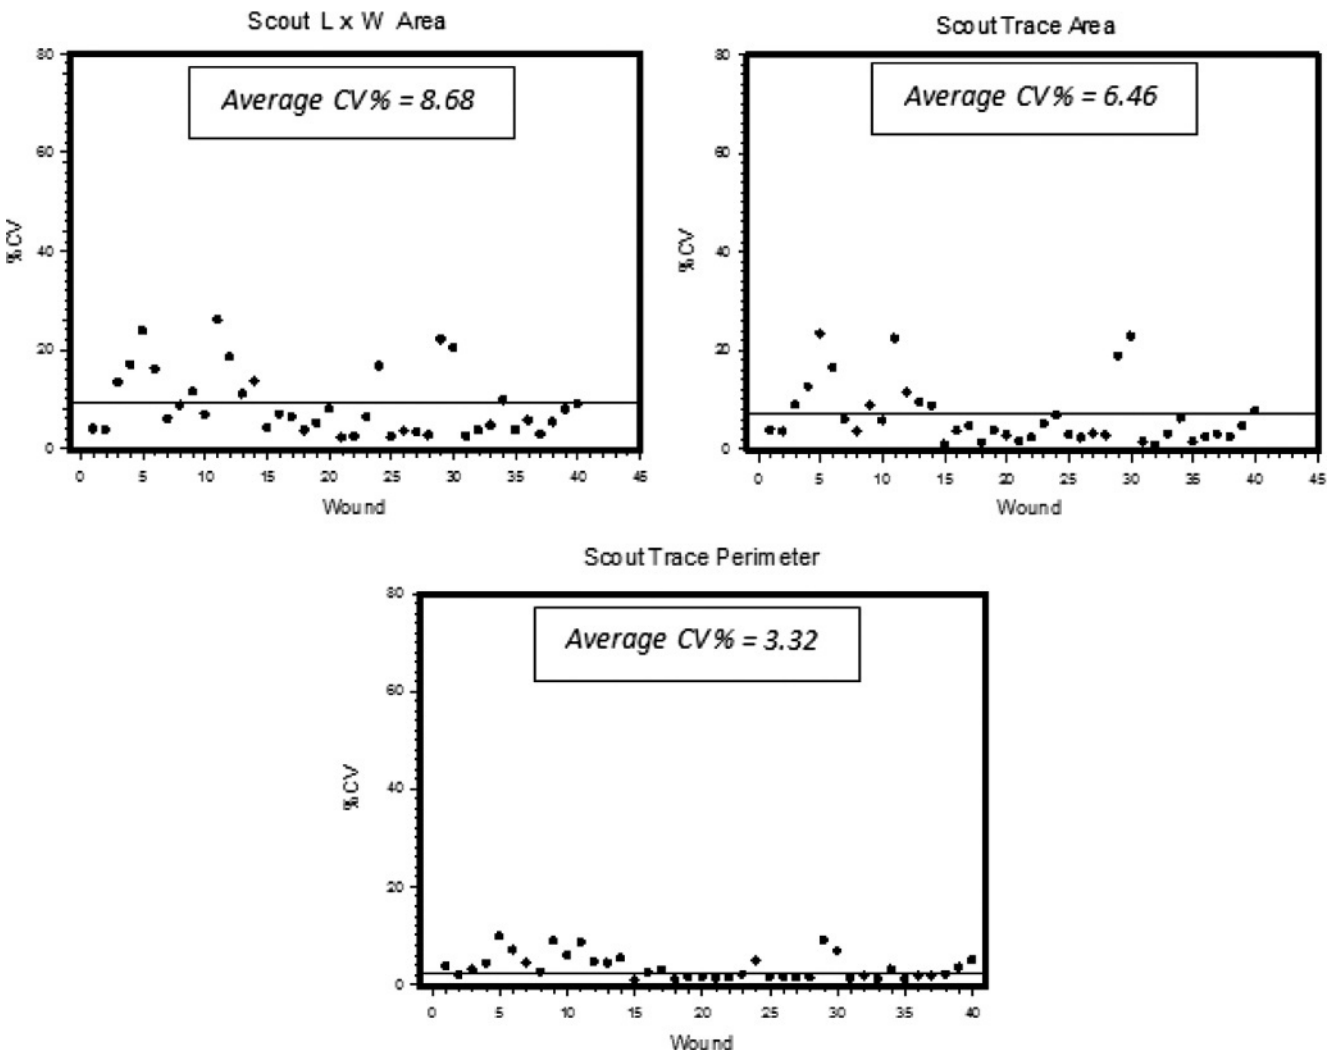 Scout L x W Area
Average CV% = 8.68
%CV
80
60
40
20
0
0 5 10 15 20 25 30 35 40 45
Wound
Scout Trace Area
Average CV% = 6.46
%CV
80
60
40
20
0
0 5 10 15 20 25 30 35 40 45
Wound
Scout Trace Perimeter
Average CV% = 3.32
%CV
80
60
40
20
0
0 5 10 15 20 25 30 35 40
Wound